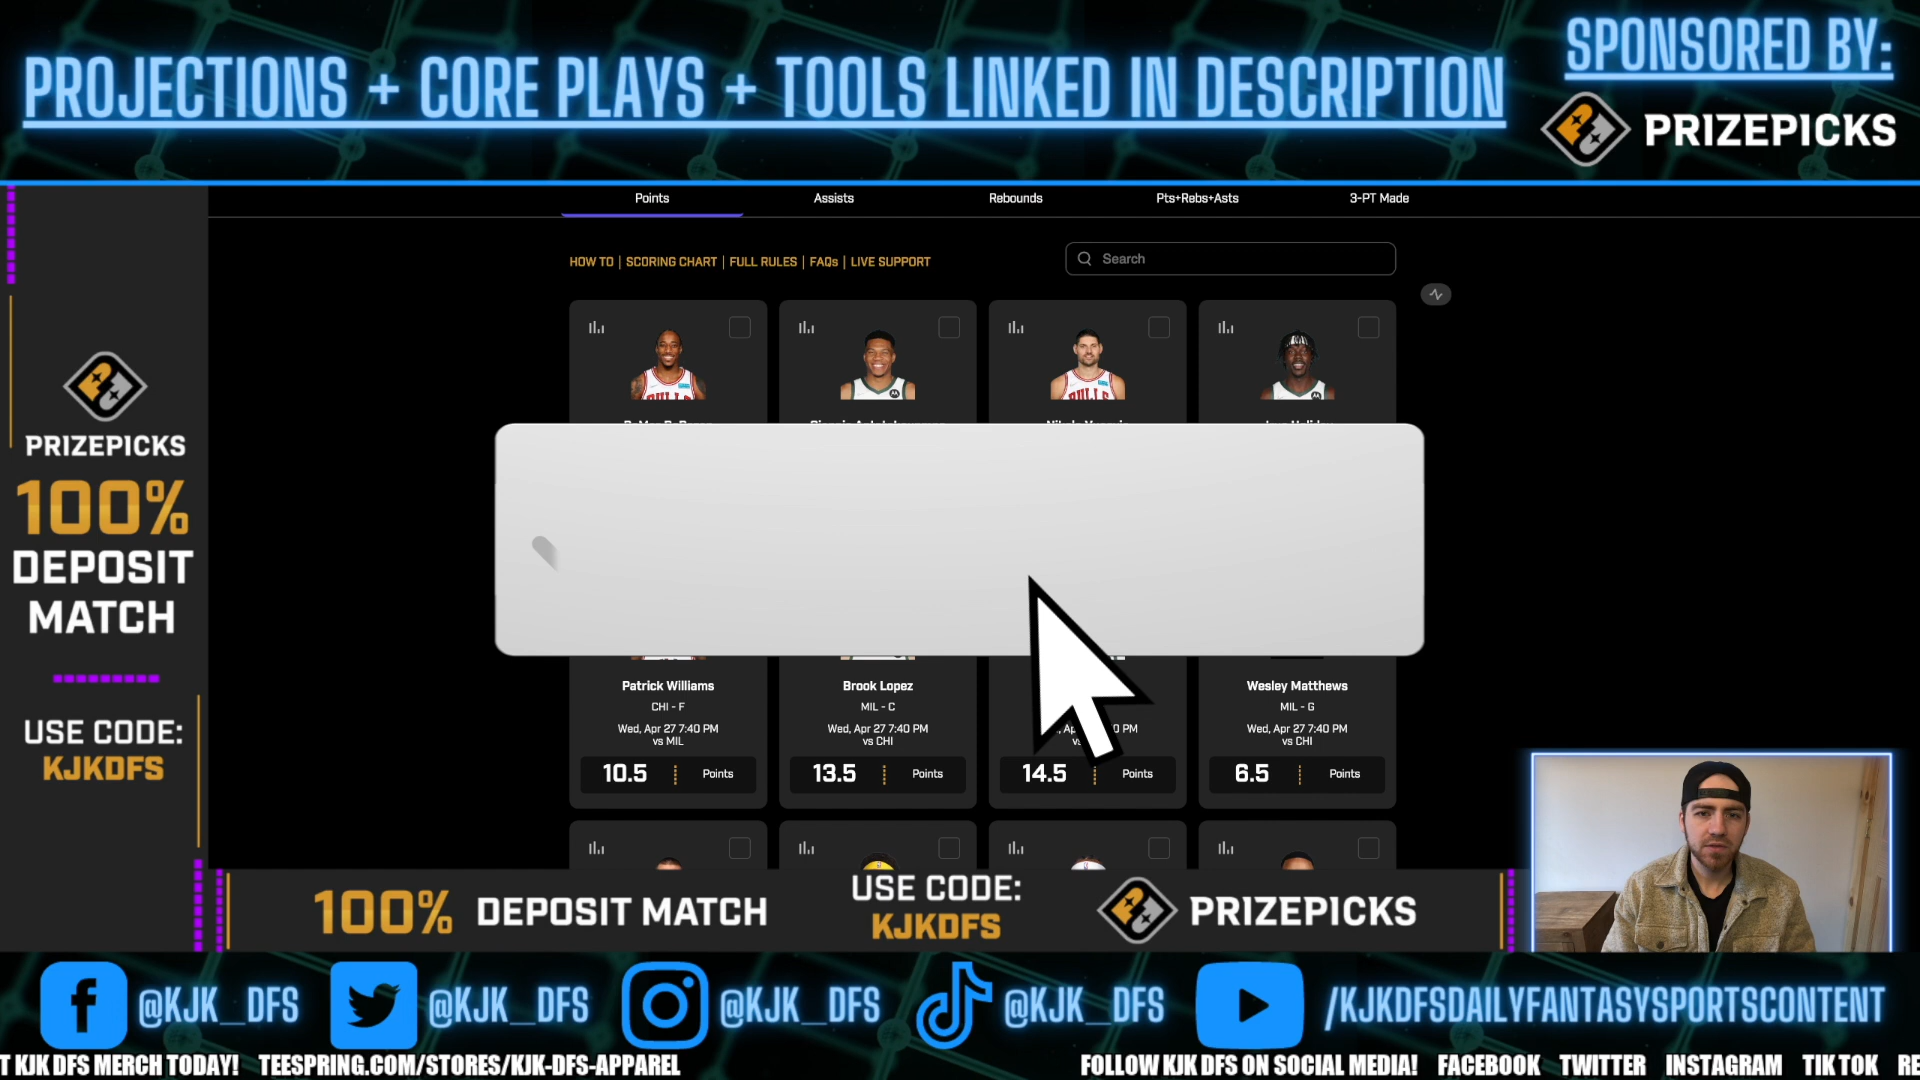 PROJECTIONS + CORE PLAYS + TOOLS LINKED IN DESCRIPTION
SPONSORED BY:
PRIZEPICKS
Points
Assists
Rebounds
Pts+Rebs+Asts
3-PT Made
HOW TO | SCORING CHART | FULL RULES | FAQs | LIVE SUPPORT
Search
PRIZEPICKS
100%
DEPOSIT
MATCH
USE CODE:
KJKDFS
Patrick Williams
CHI - F
Wed, Apr 27 7:40 PM
vs MIL
10.5 Points
Brook Lopez
MIL - C
Wed, Apr 27 7:40 PM
vs CHI
13.5 Points
14.5 Points
Wesley Matthews
MIL - G
Wed, Apr 27 7:40 PM
vs CHI
6.5 Points
100% DEPOSIT MATCH
USE CODE:
KJKDFS
PRIZEPICKS
@KJK_DFS
@KJK_DFS
@KJK_DFS
@KJK_DFS
/KJKDFSDAILYFANTASYSPORTSCONTENT
T KJK DFS MERCH TODAY! TEESPRING.COM/STORES/KJK-DFS-APPAREL
FOLLOW KJK DFS ON SOCIAL MEDIA! FACEBOOK TWITTER INSTAGRAM TIKTOK RE